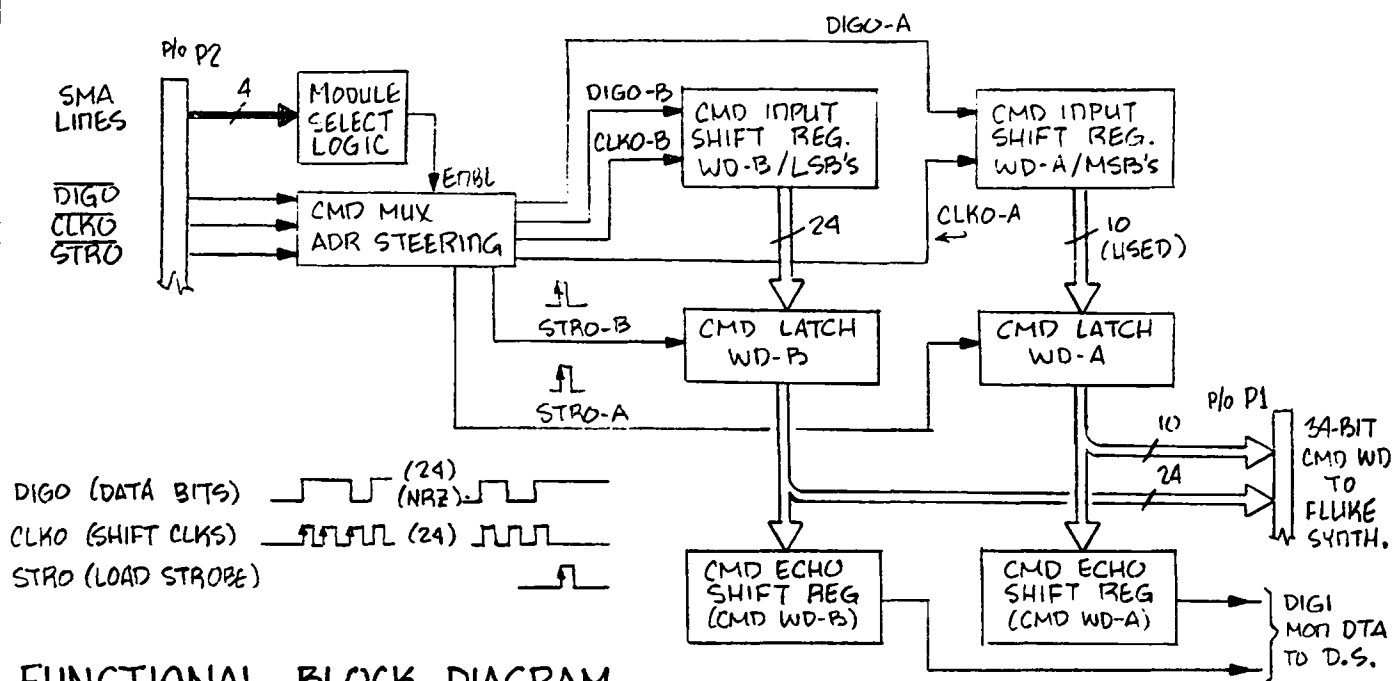 DIGO-A
P/O P2
SMA
LINES
4
MODULE
SELECT
LOGIC
DIGO-B
CLKO-B
CMD INPUT
SHIFT REG.
WD-B/LSB'S
CMD INPUT
SHIFT REG.
WD-A/MSB'S
ENBL
DIGO
CLKO
STRO
CMD MUX
ADR STEERING
24
CLKO-A
10
(USED)
STRO-B
CMD LATCH
WD-B
CMD LATCH
WD-A
STRO-A
P/O P1
10
24
34-BIT
CMD WD
TO
FLUKE
SYNTH.
DIGO (DATA BITS) (24)
(NRZ)
CLKO (SHIFT CLKS) (24)
STRO (LOAD STROBE)
CMD ECHO
SHIFT REG
(CMD WD-B)
CMD ECHO
SHIFT REG
(CMD WD-A)
DIGI
MON DTA
TO D.S.
FUNCTIONAL BLOCK DIAGRAM